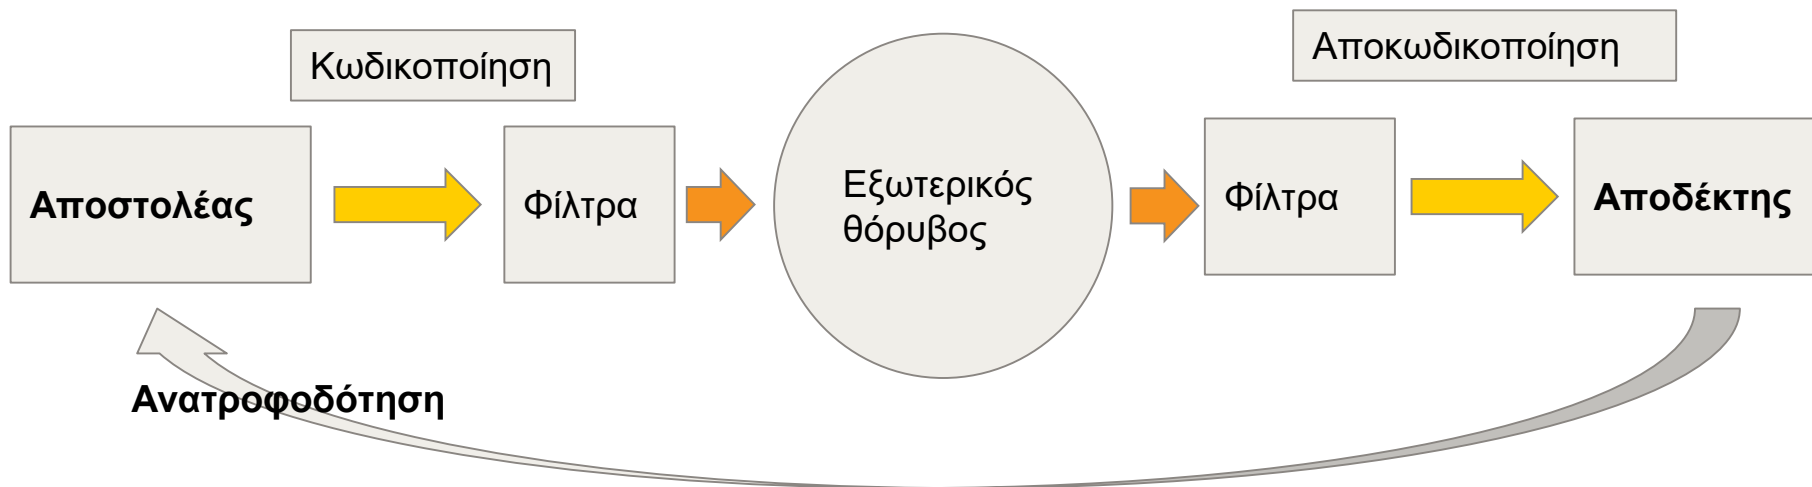 Κωδικοποίηση
Αποκωδικοποίηση
Αποστολέας
Φίλτρα
Εξωτερικός
θόρυβος
Φίλτρα
Αποδέκτης
Ανατροφοδότηση